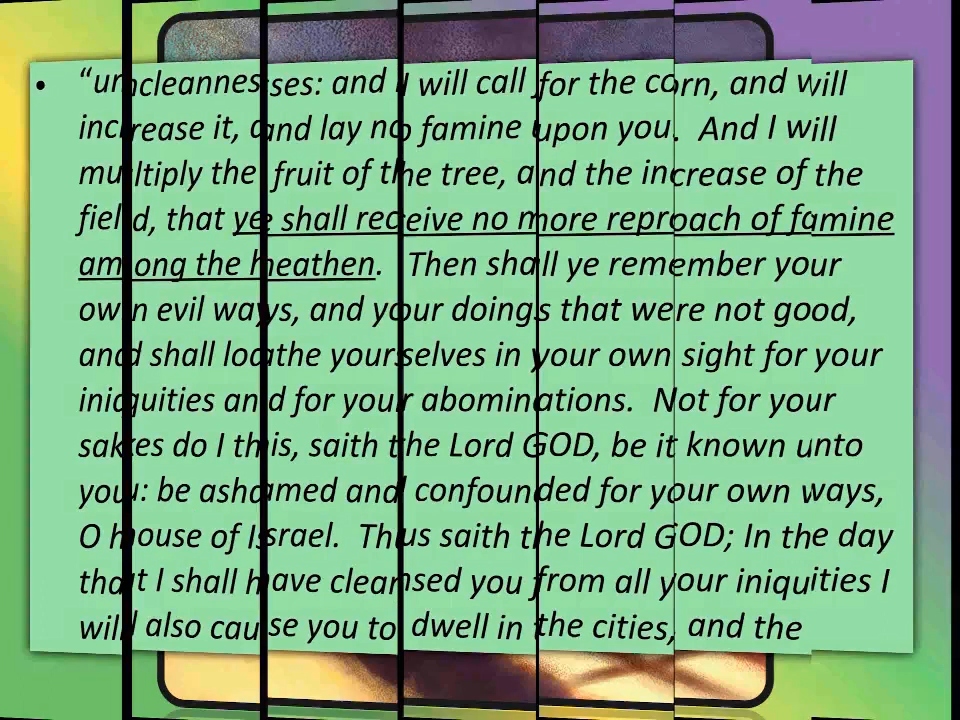 • “uncleannesses: and I will call for the corn, and will
increase it, and lay no famine upon you. And I will
multiply the fruit of the tree, and the increase of the
field, that ye shall receive no more reproach of famine
among the heathen. Then shall ye remember your
own evil ways, and your doings that were not good,
and shall loathe yourselves in your own sight for your
iniquities and for your abominations. Not for your
sakes do I this, saith the Lord GOD, be it known unto
you: be ashamed and confounded for your own ways,
O house of Israel. Thus saith the Lord GOD; In the day
that I shall have cleansed you from all your iniquities I
will also cause you to dwell in the cities, and the